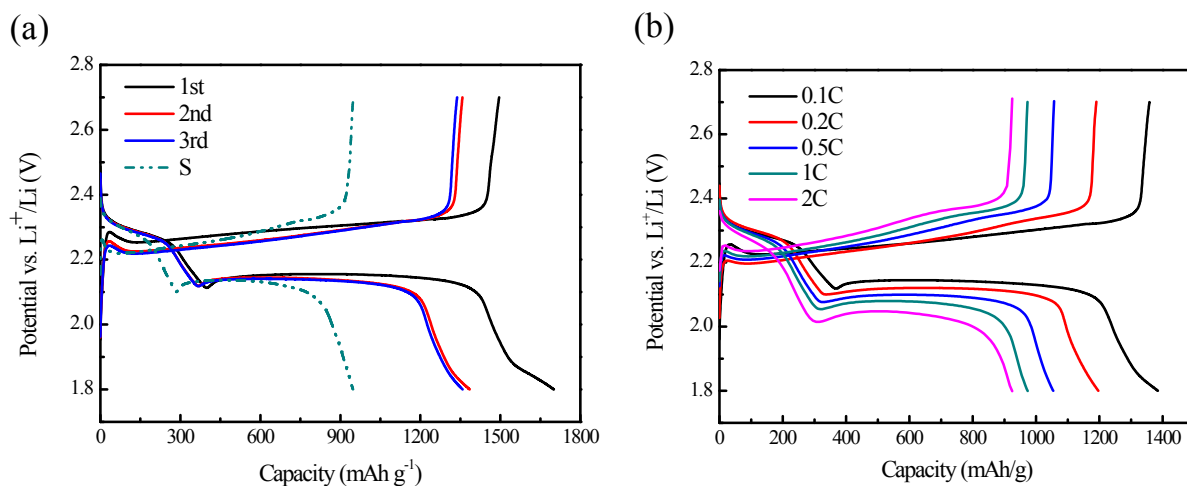 (a)
2.8
2.6
2.4
2.2
2.0
1.8
0
300
600
900
1200
1500
1800
1st
2nd
3rd
S
Potential vs. Li⁺/Li (V)
Capacity (mAh g⁻¹)
(b)
2.8
2.6
2.4
2.2
2.0
1.8
0
200
400
600
800
1000
1200
1400
0.1C
0.2C
0.5C
1C
2C
Potential vs. Li⁺/Li (V)
Capacity (mAh/g)